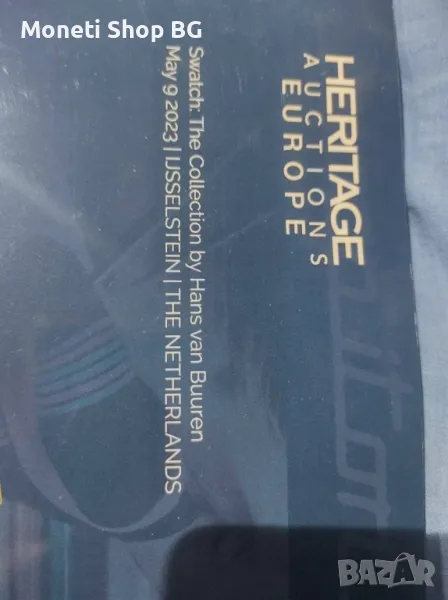 Moneti Shop BG
HERITAGE
AUCTIONS
EUROPE
Swatch: The Collection by Hans van Buuren
May 9 2023 | IJSSELSTEIN | THE NETHERLANDS
BAZAR